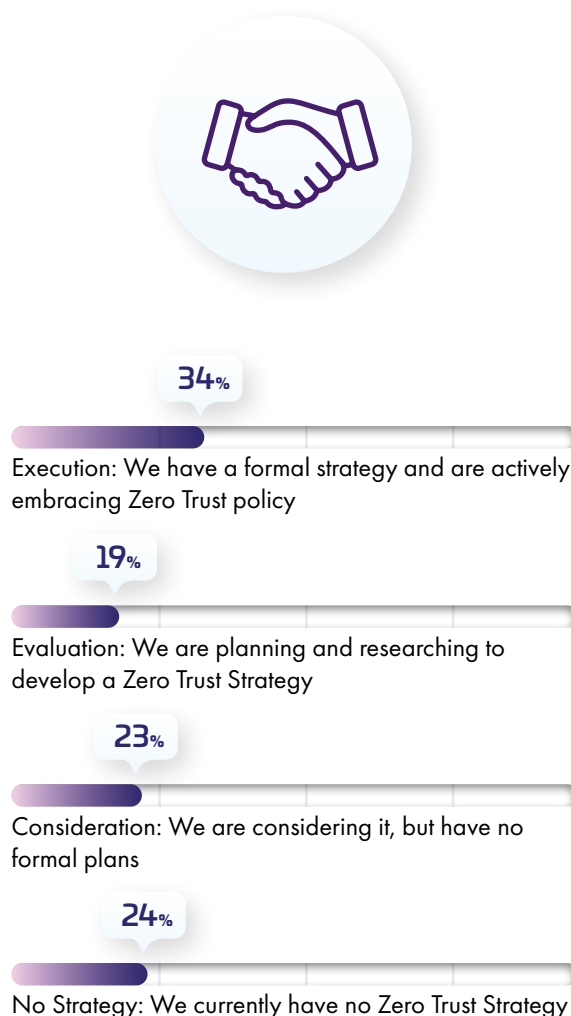 34%
Execution: We have a formal strategy and are actively
embracing Zero Trust policy
19%
Evaluation: We are planning and researching to
develop a Zero Trust Strategy
23%
Consideration: We are considering it, but have no
formal plans
24%
No Strategy: We currently have no Zero Trust Strategy